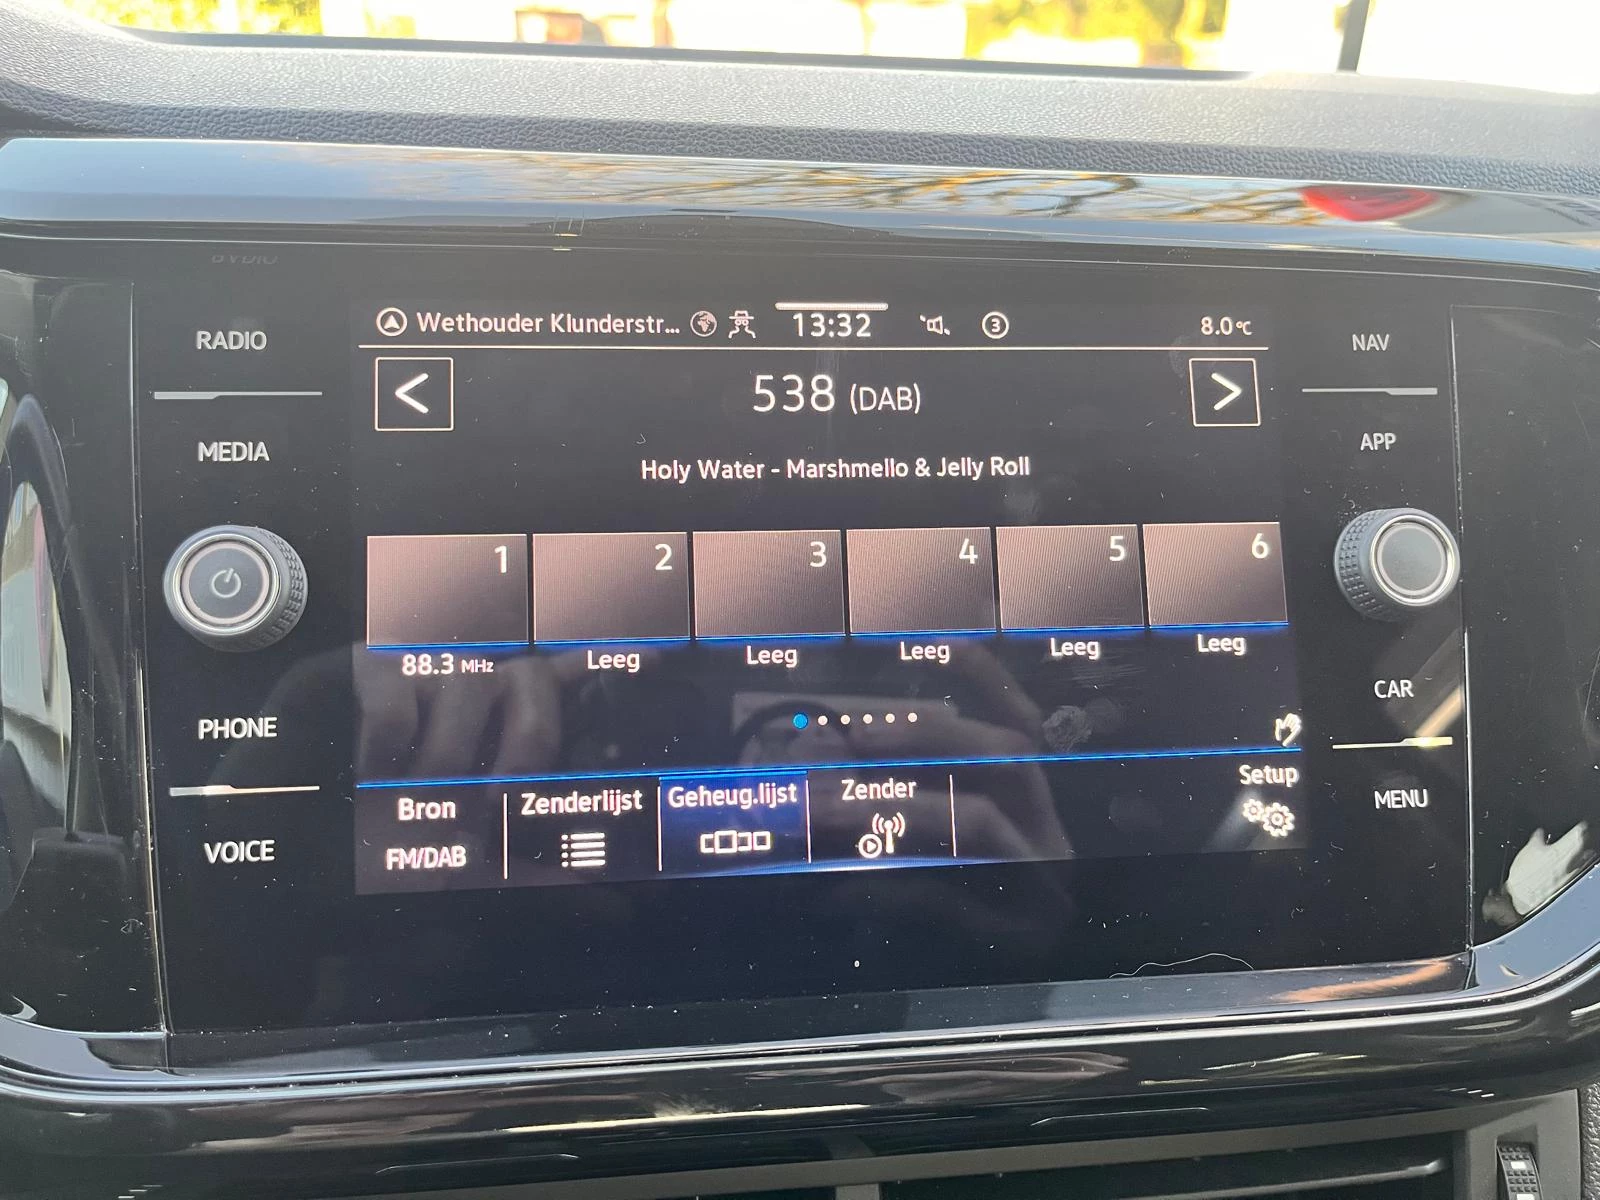 RADIO
MEDIA
PHONE
VOICE
Wethouder Klunderstr... 13:32 3 8.0°C
538 (DAB)
Holy Water - Marshmello & Jelly Roll
1 2 3 4 5 6
88.3 MHz Leeg Leeg Leeg Leeg Leeg
Bron Zenderlijst Geheug.lijst Zender Setup
FM/DAB
NAV
APP
CAR
MENU